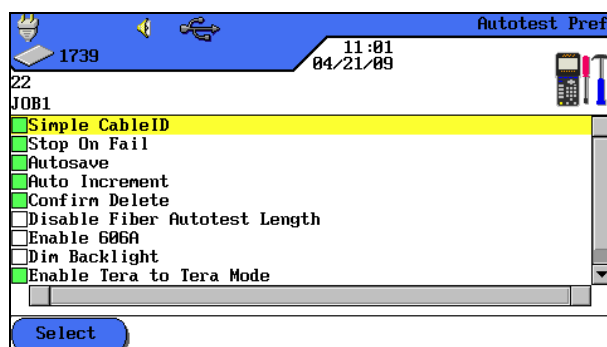 Autotest Pref
1739
11:01
04/21/09
22
JOB1
Simple CableID
Stop On Fail
Autosave
Auto Increment
Confirm Delete
Disable Fiber Autotest Length
Enable 606A
Dim Backlight
Enable Tera to Tera Mode
Select